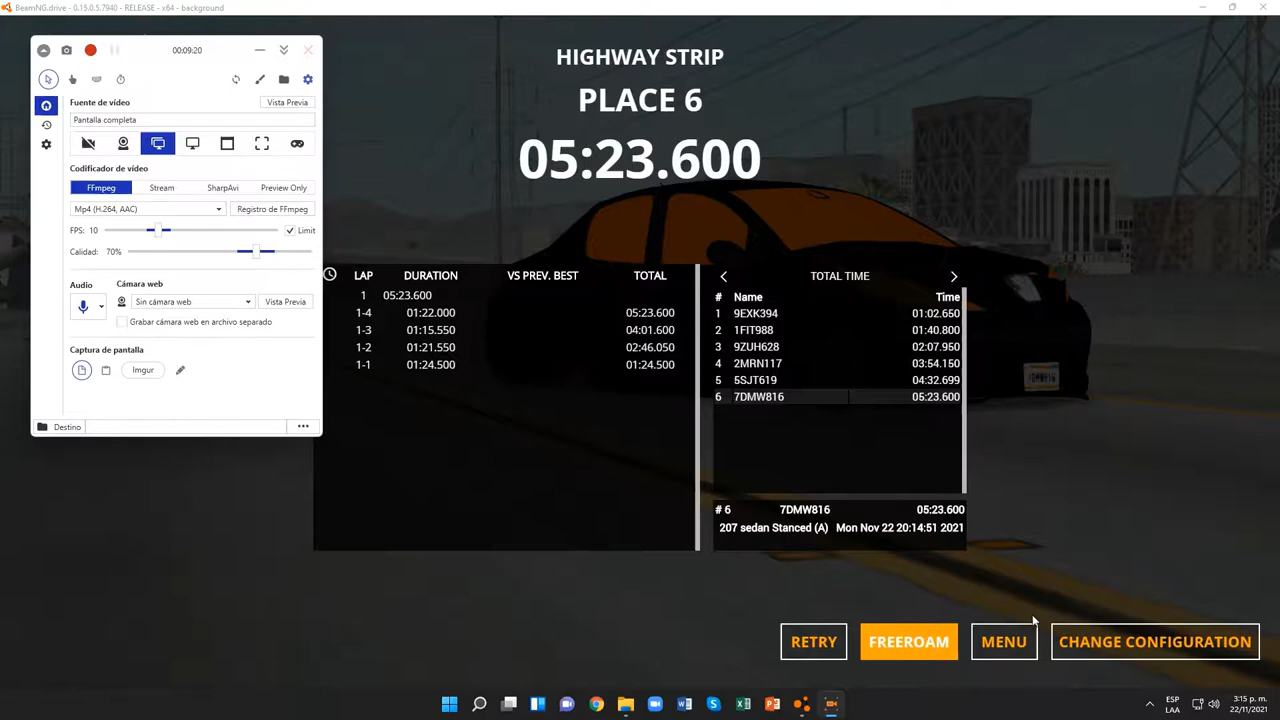 BeamNG.drive - 0.15.0.5.7940 - RELEASE - x64 - background
00:09:20
Fuente de vídeo
Vista Previa
Pantalla completa
Codificador de vídeo
FFmpeg Stream SharpAvi Preview Only
Mp4 (H.264, AAC) Registro de FFmpeg
FPS: 10 Limit
Calidad: 70%
Audio
Cámara web
Sin cámara web Vista Previa
Grabar cámara web en archivo separado
Captura de pantalla
Imgur
Destino
HIGHWAY STRIP
PLACE 6
05:23.600
LAP DURATION VS PREV. BEST TOTAL
1 05:23.600
1-4 01:22.000 05:23.600
1-3 01:15.550 04:01.600
1-2 01:21.550 02:46.050
1-1 01:24.500 01:24.500
TOTAL TIME
# Name Time
1 9EXK394 01:02.650
2 1FIT988 01:40.800
3 9ZUH628 02:07.950
4 2MRN117 03:54.150
5 5SJT619 04:32.699
6 7DMW816 05:23.600
# 6 7DMW816 05:23.600
207 sedan Stanced (A) Mon Nov 22 20:14:51 2021
RETRY FREEROAM MENU CHANGE CONFIGURATION
ESP
LAA
3:15 p. m.
22/11/2021